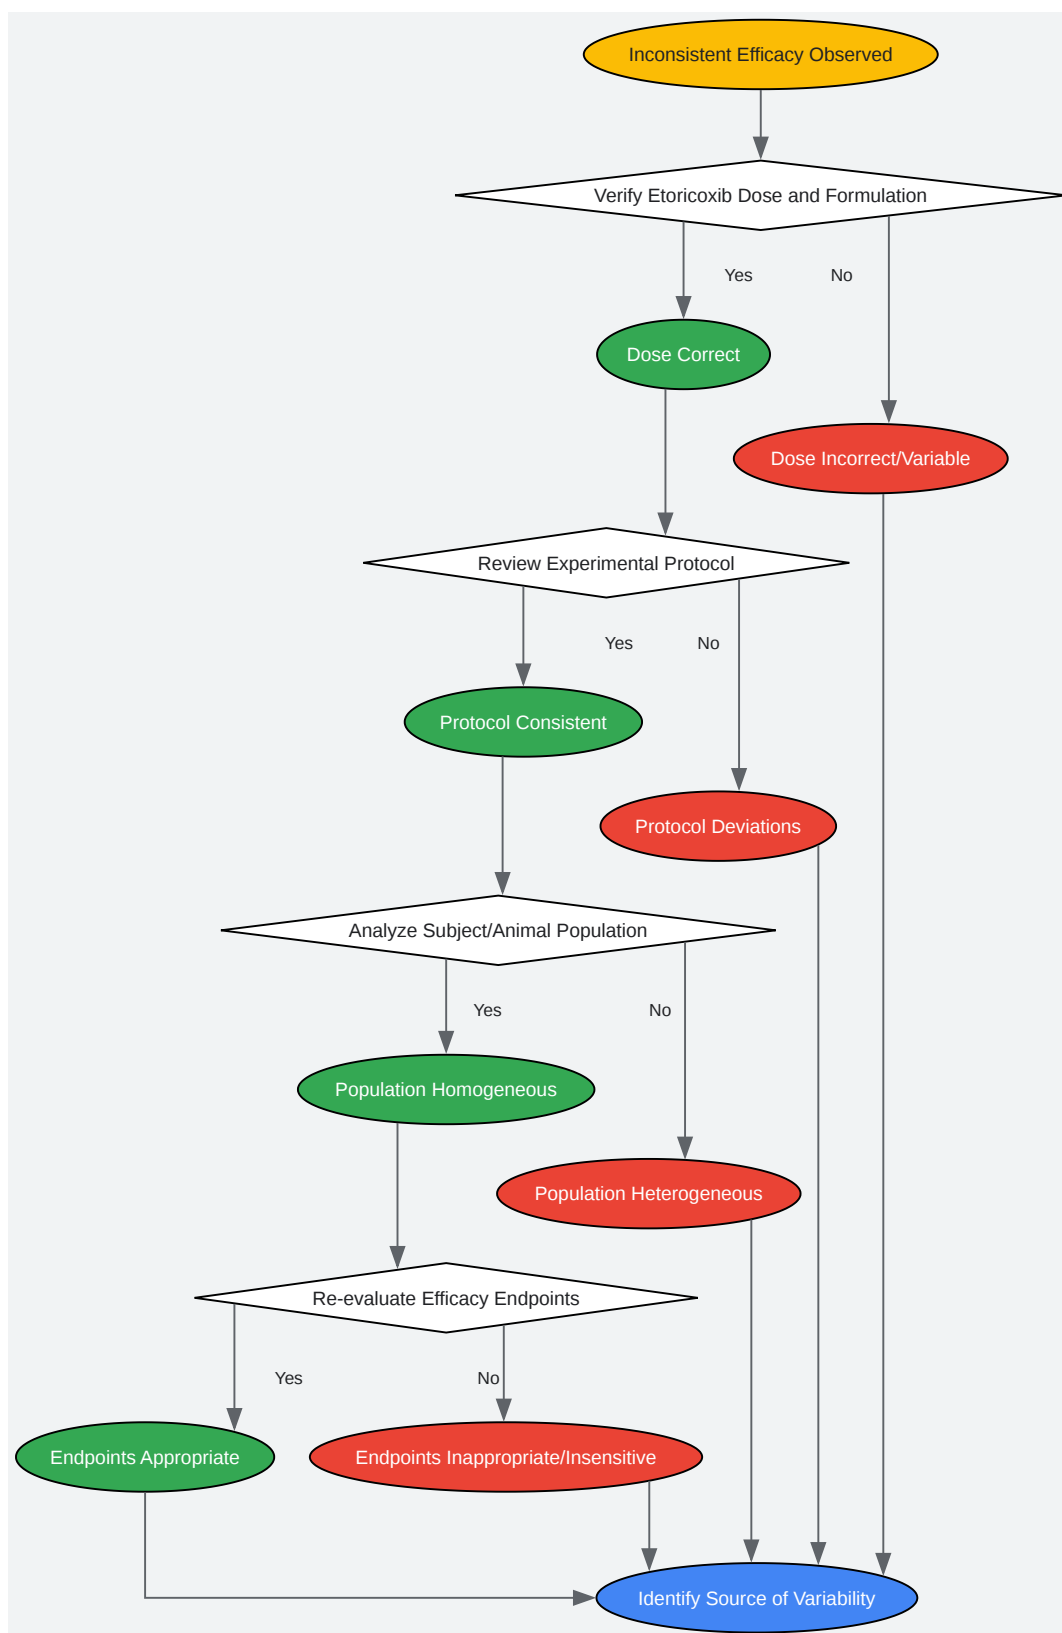 Inconsistent Efficacy Observed
Verify Etoricoxib Dose and Formulation
Yes
No
Dose Correct
Dose Incorrect/Variable
Review Experimental Protocol
Yes
No
Protocol Consistent
Protocol Deviations
Analyze Subject/Animal Population
Yes
No
Population Homogeneous
Population Heterogeneous
Re-evaluate Efficacy Endpoints
Yes
No
Endpoints Appropriate
Endpoints Inappropriate/Insensitive
Identify Source of Variability